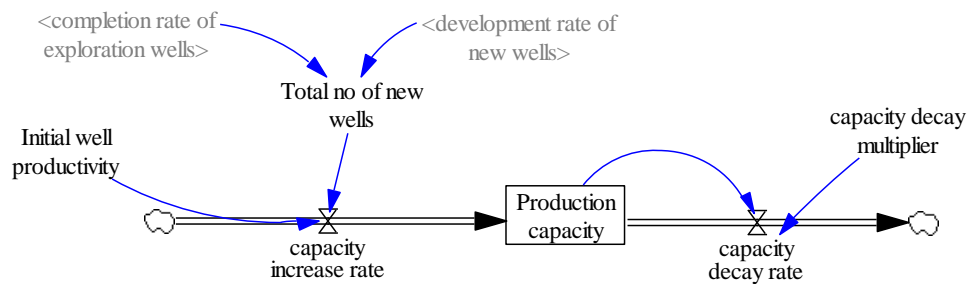 <completion rate of
exploration wells>
<development rate of
new wells>
Total no of new
wells
Initial well
productivity
capacity decay
multiplier
Production
capacity
capacity
increase rate
capacity
decay rate